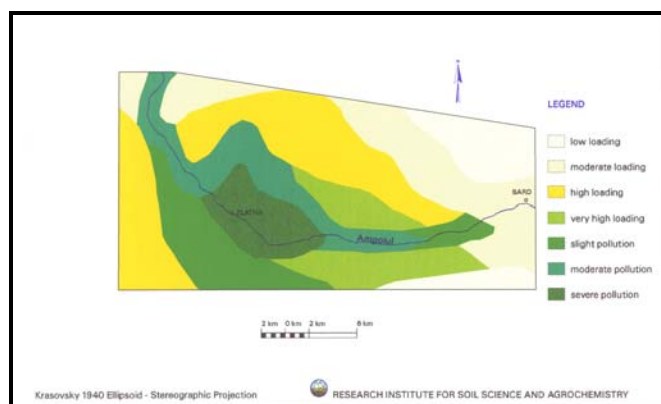 LEGEND
low loading
moderate loading
high loading
very high loading
slight pollution
moderate pollution
severe pollution
SARD
ZLATNA
Ampoiul
2 km 0 km 2 km 6 km
Krasovsky 1940 Ellipsoid - Stereographic Projection
RESEARCH INSTITUTE FOR SOIL SCIENCE AND AGROCHEMISTRY